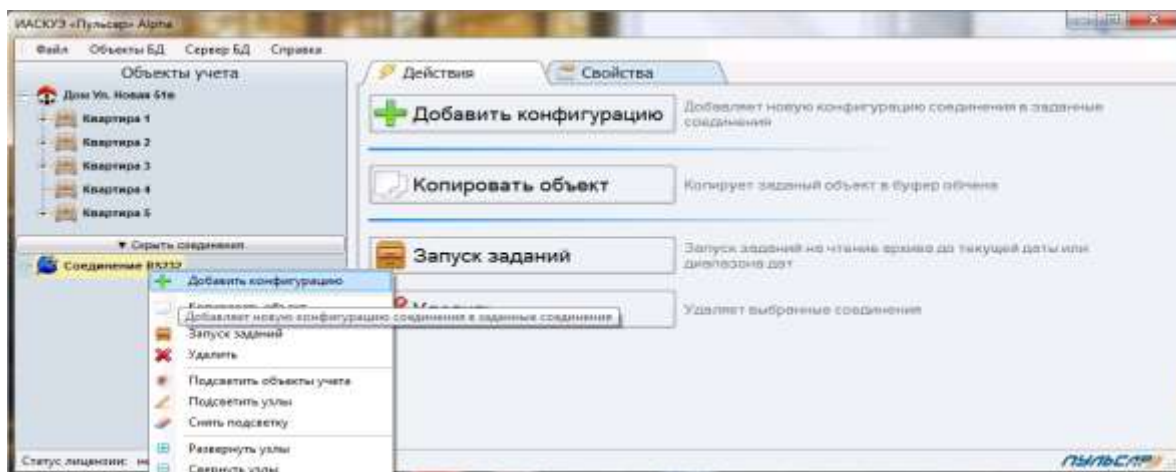 ИАСКУЭ «Пульсар» Alpha
Файл Объекты БД Сервер БД Справка
Объекты учета
Действия Свойства
Дом Ул. Новая 51в
Квартира 1
Квартира 2
Квартира 3
Квартира 4
Квартира 5
Добавить конфигурацию
Добавляет новую конфигурацию соединения в заданные
соединения
Копировать объект
Копирует заданый объект в буфер обмена
Запуск заданий
Запуск заданий на чтение архива до текущей даты или
диапазона дат
Удаляет выбранные соединения
▼ Скрыть соединения
Соединение RS232
Добавить конфигурацию
Добавляет новую конфигурацию соединения в заданные соединения
Запуск заданий
Удалить
Подсветить объекты учета
Подсветить узлы
Снять подсветку
Развернуть узлы
Свернуть узлы
Статус лицензии:
ПУЛЬСАР